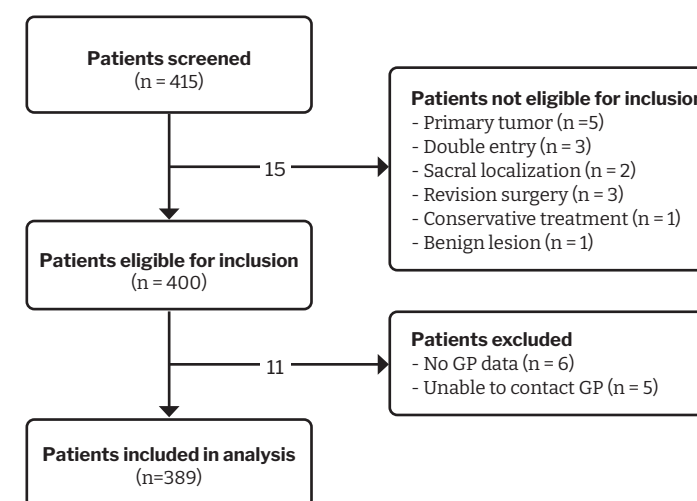 Patients screened
(n = 415)
Patients not eligible for inclusion
- Primary tumor (n =5)
- Double entry (n = 3)
15
- Sacral localization (n = 2)
- Revision surgery (n = 3)
- Conservative treatment (n = 1)
- Benign lesion (n = 1)
Patients eligible for inclusion
(n = 400)
Patients excluded
- No GP data (n = 6)
11
- Unable to contact GP (n = 5)
Patients included in analysis
(n=389)